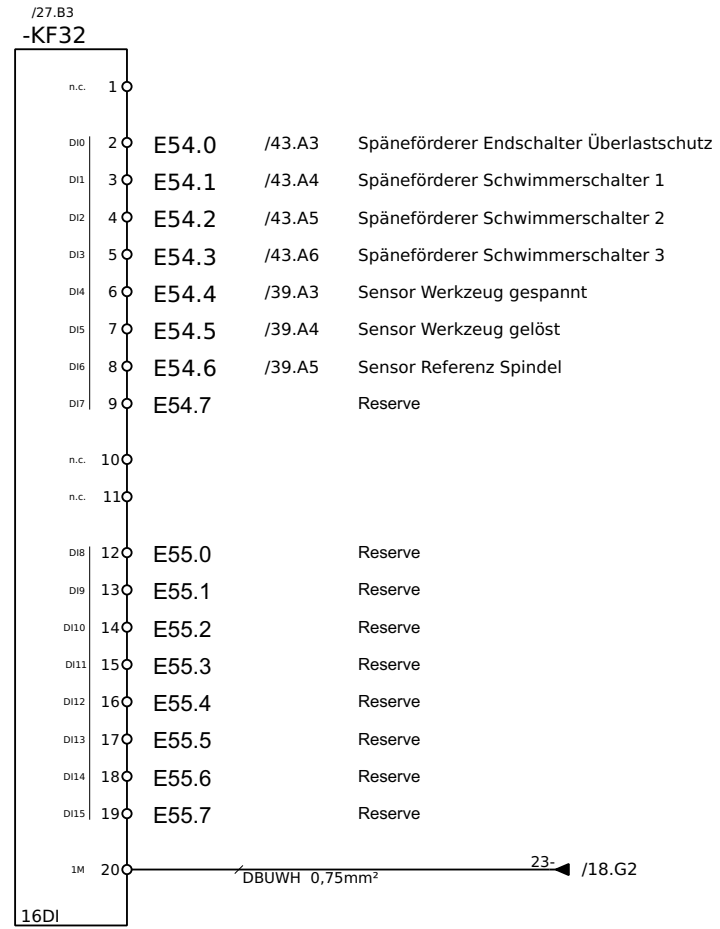 /27.B3
-KF32
n.c. 1
DI0 2 E54.0 /43.A3 Späneförderer Endschalter Überlastschutz
DI1 3 E54.1 /43.A4 Späneförderer Schwimmerschalter 1
DI2 4 E54.2 /43.A5 Späneförderer Schwimmerschalter 2
DI3 5 E54.3 /43.A6 Späneförderer Schwimmerschalter 3
DI4 6 E54.4 /39.A3 Sensor Werkzeug gespannt
DI5 7 E54.5 /39.A4 Sensor Werkzeug gelöst
DI6 8 E54.6 /39.A5 Sensor Referenz Spindel
DI7 9 E54.7 Reserve
n.c. 10
n.c. 11
DI8 12 E55.0 Reserve
DI9 13 E55.1 Reserve
DI10 14 E55.2 Reserve
DI11 15 E55.3 Reserve
DI12 16 E55.4 Reserve
DI13 17 E55.5 Reserve
DI14 18 E55.6 Reserve
DI15 19 E55.7 Reserve
1M 20 DBUWH 0,75mm² 23- /18.G2
16DI